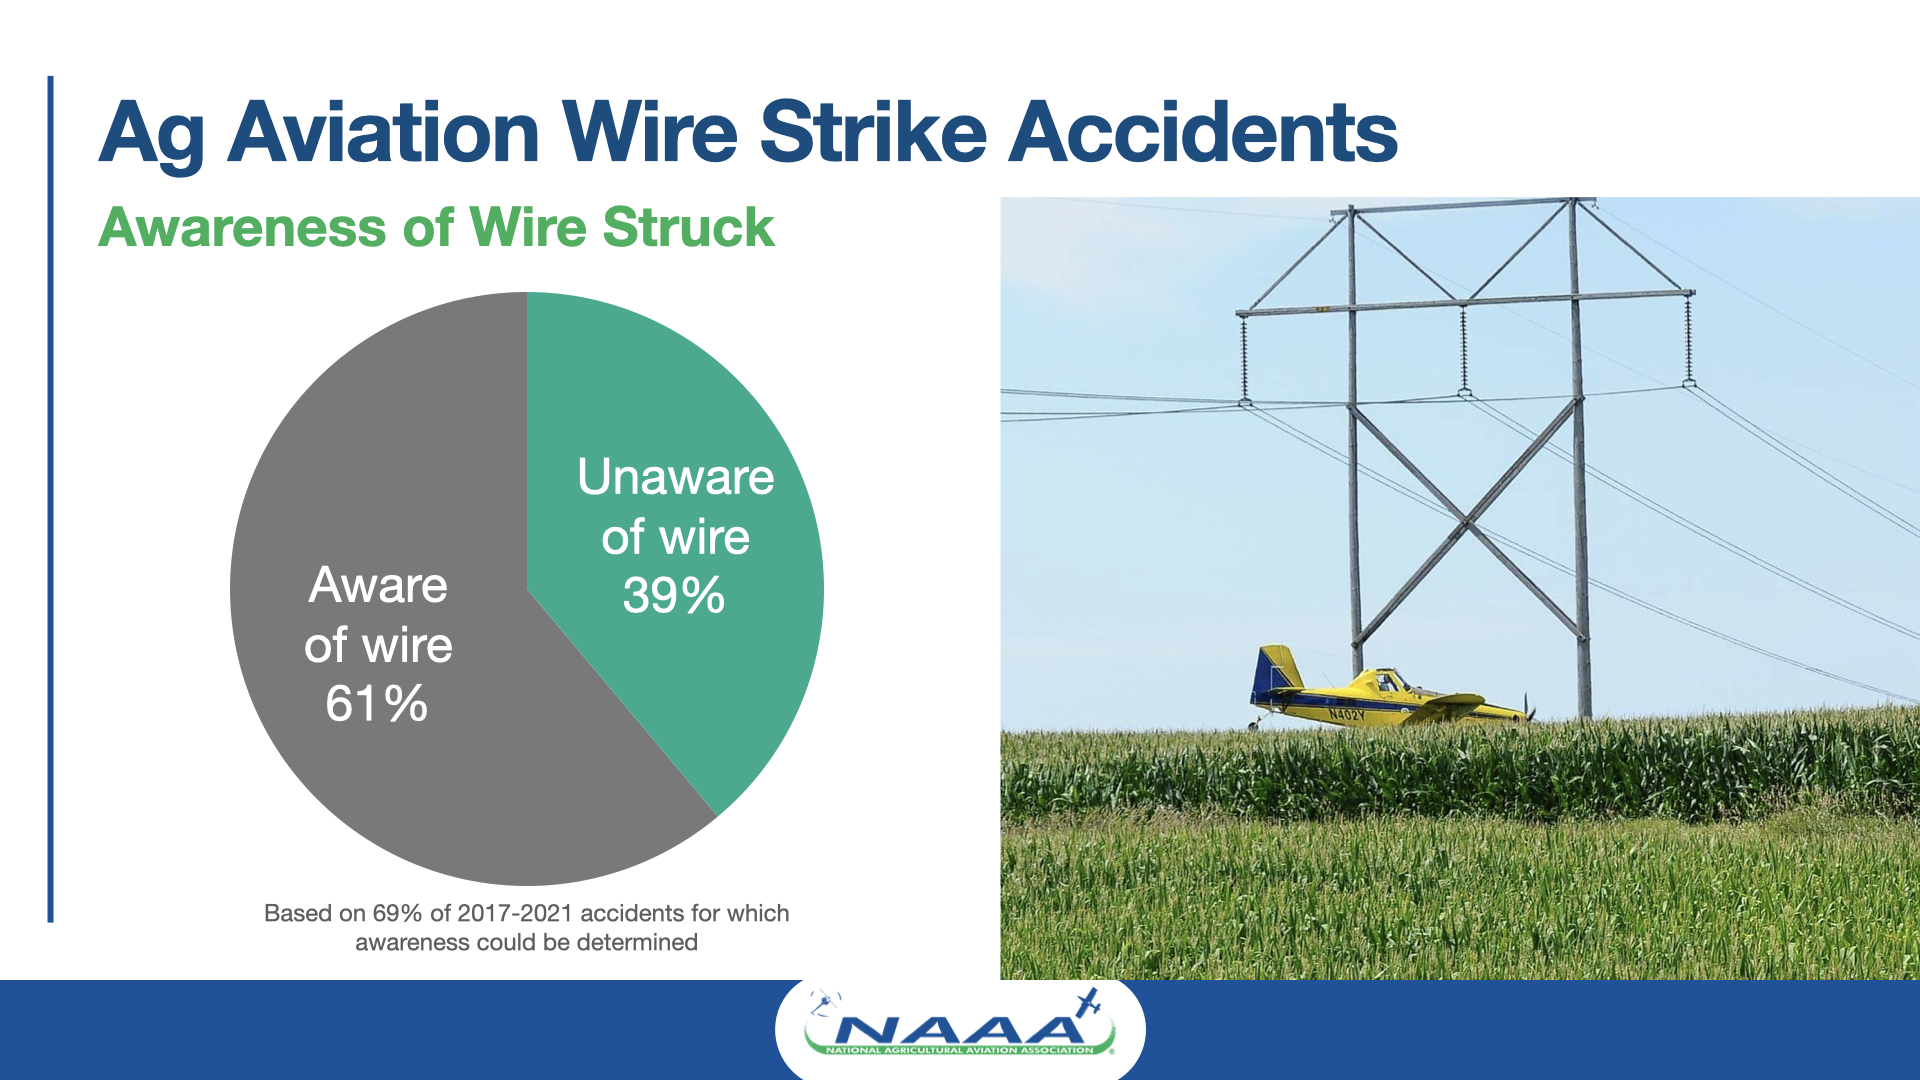 Ag Aviation Wire Strike Accidents
Awareness of Wire Struck
Unaware
of wire
39%
Aware
of wire
61%
Based on 69% of 2017-2021 accidents for which
awareness could be determined
N402Y
NAAA
NATIONAL AGRICULTURAL AVIATION ASSOCIATION
®